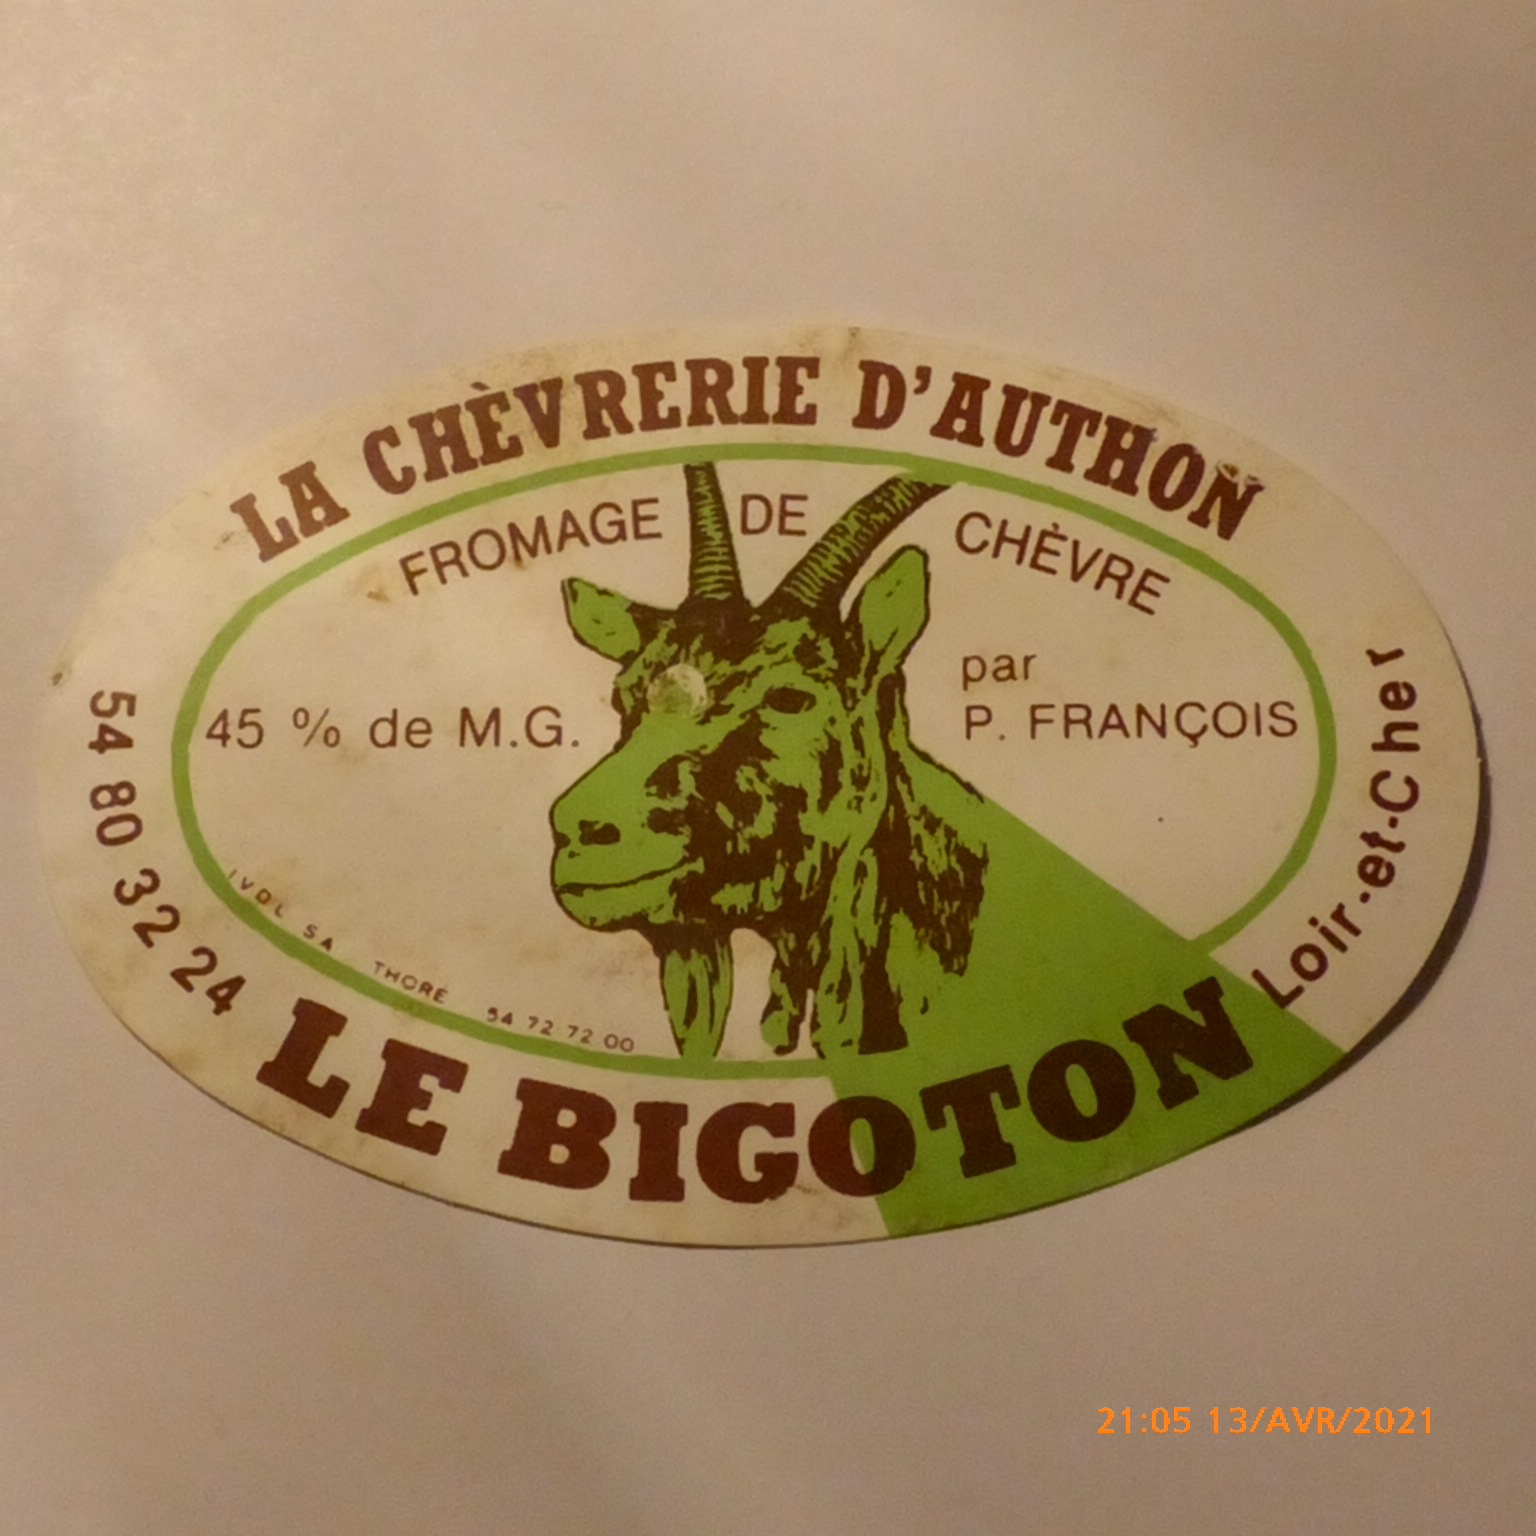 LA CHÈVRERIE D'AUTHON
FROMAGE DE CHÈVRE
45 % de M.G.
par
P. FRANÇOIS
54 80 32 24
Loir-et-Cher
IVDL SA THORÉ 54 72 72 00
LE BIGOTON
21:05 13/AVR/2021